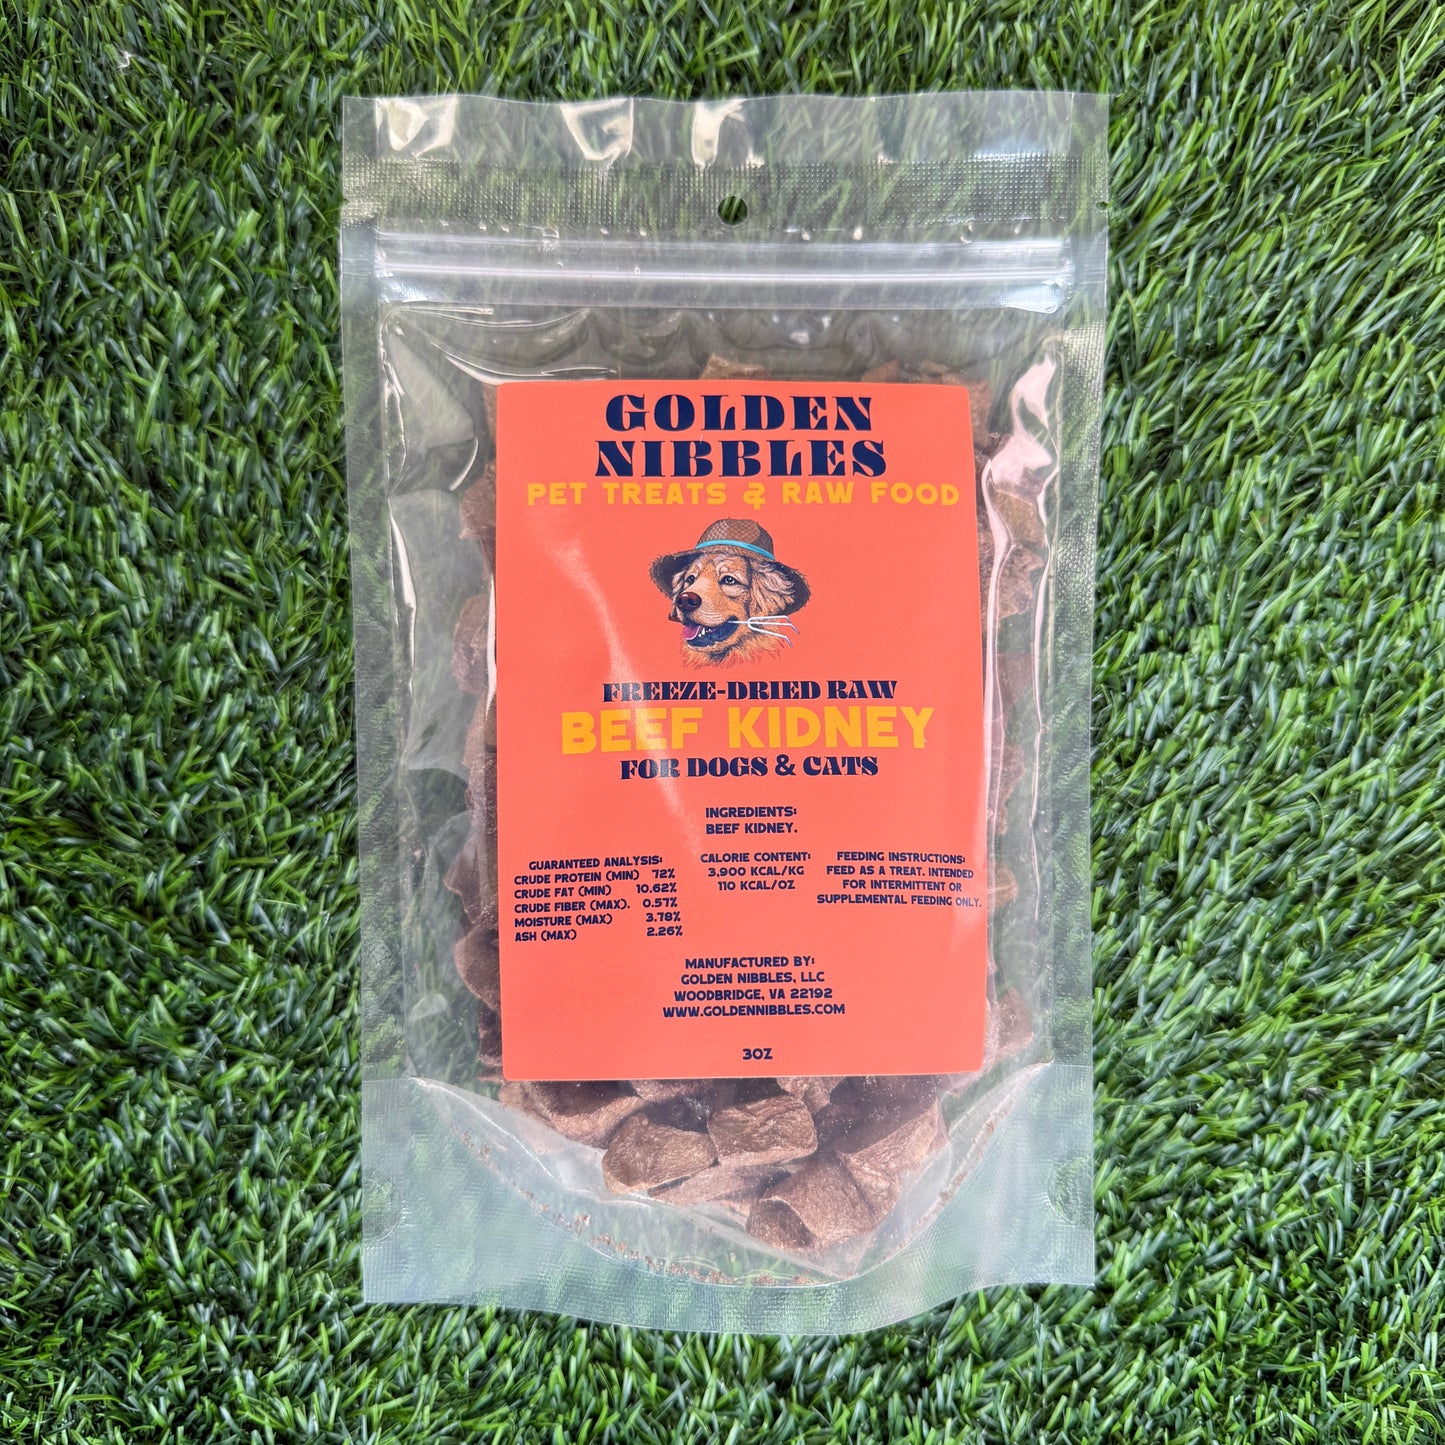 GOLDEN
NIBBLES
PET TREATS & RAW FOOD
FREEZE-DRIED RAW
BEEF KIDNEY
FOR DOGS & CATS
INGREDIENTS:
BEEF KIDNEY.
GUARANTEED ANALYSIS:
CRUDE PROTEIN (MIN) 72%
CRUDE FAT (MIN) 10.62%
CRUDE FIBER (MAX). 0.57%
MOISTURE (MAX) 3.78%
ASH (MAX) 2.26%
CALORIE CONTENT:
3,900 KCAL/KG
110 KCAL/OZ
FEEDING INSTRUCTIONS:
FEED AS A TREAT. INTENDED
FOR INTERMITTENT OR
SUPPLEMENTAL FEEDING ONLY.
MANUFACTURED BY:
GOLDEN NIBBLES, LLC
WOODBRIDGE, VA 22192
WWW.GOLDENNIBBLES.COM
3OZ